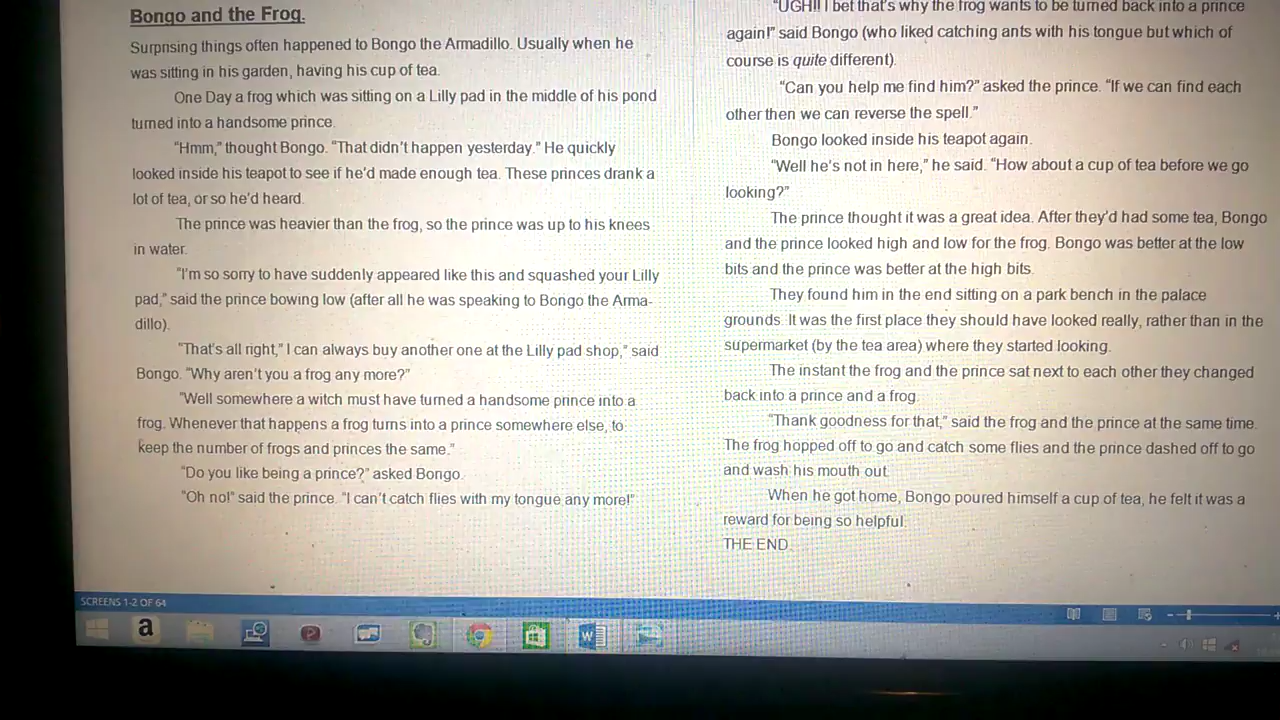 Bongo and the Frog.
Surprising things often happened to Bongo the Armadillo. Usually when he
was sitting in his garden, having his cup of tea.
One Day a frog which was sitting on a Lilly pad in the middle of his pond
turned into a handsome prince.
"Hmm," thought Bongo. "That didn't happen yesterday." He quickly
looked inside his teapot to see if he'd made enough tea. These princes drank a
lot of tea, or so he'd heard.
The prince was heavier than the frog, so the prince was up to his knees
in water.
"I'm so sorry to have suddenly appeared like this and squashed your Lilly
pad," said the prince bowing low (after all he was speaking to Bongo the Arma-
dillo).
"That's all right," I can always buy another one at the Lilly pad shop," said
Bongo. "Why aren't you a frog any more?"
"Well somewhere a witch must have turned a handsome prince into a
frog. Whenever that happens a frog turns into a prince somewhere else, to
keep the number of frogs and princes the same."
"Do you like being a prince?" asked Bongo.
"Oh no!" said the prince. "I can't catch flies with my tongue any more!"
"UGH!! I bet that's why the frog wants to be turned back into a prince
again!" said Bongo (who liked catching ants with his tongue but which of
course is quite different).
"Can you help me find him?" asked the prince. "If we can find each
other then we can reverse the spell."
Bongo looked inside his teapot again.
"Well he's not in here," he said. "How about a cup of tea before we go
looking?"
The prince thought it was a great idea. After they'd had some tea, Bongo
and the prince looked high and low for the frog. Bongo was better at the low
bits and the prince was better at the high bits.
They found him in the end sitting on a park bench in the palace
grounds. It was the first place they should have looked really, rather than in the
supermarket (by the tea area) where they started looking.
The instant the frog and the prince sat next to each other they changed
back into a prince and a frog.
"Thank goodness for that," said the frog and the prince at the same time.
The frog hopped off to go and catch some flies and the prince dashed off to go
and wash his mouth out.
When he got home, Bongo poured himself a cup of tea, he felt it was a
reward for being so helpful.
THE END.
SCREENS 1-2 OF 64
a
W